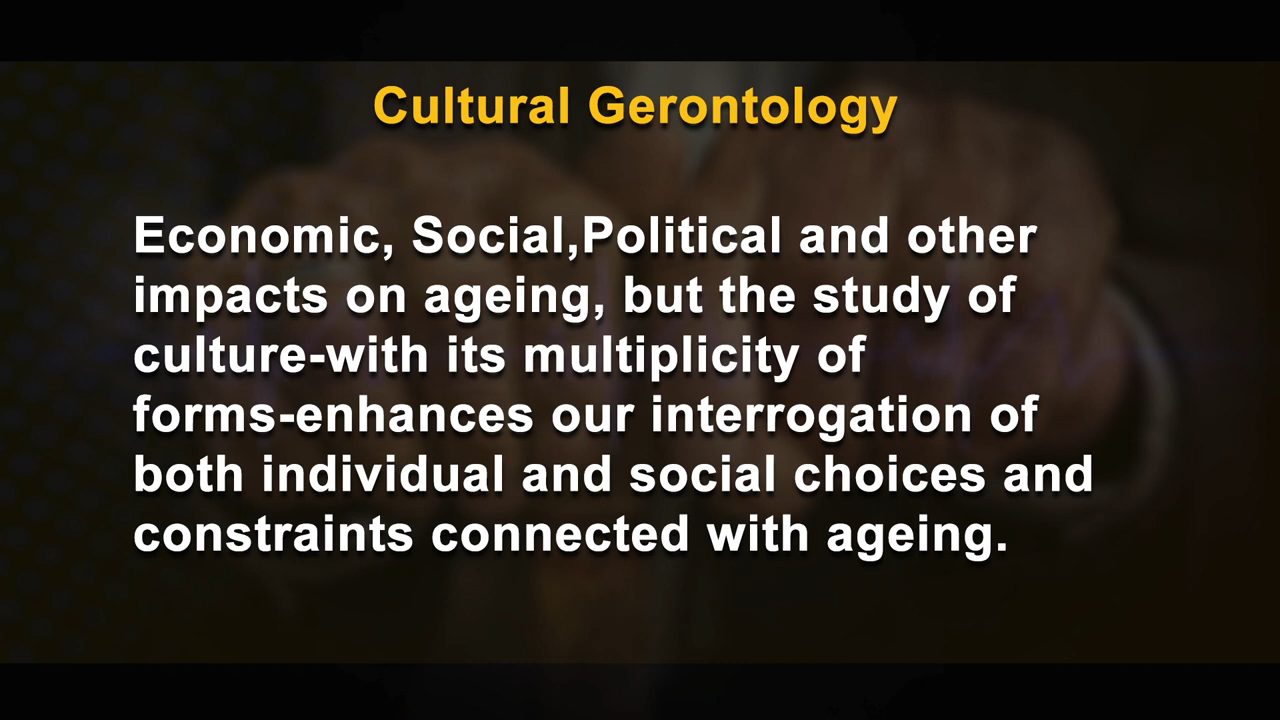 Cultural Gerontology
Economic, Social,Political and other
impacts on ageing, but the study of
culture-with its multiplicity of
forms-enhances our interrogation of
both individual and social choices and
constraints connected with ageing.